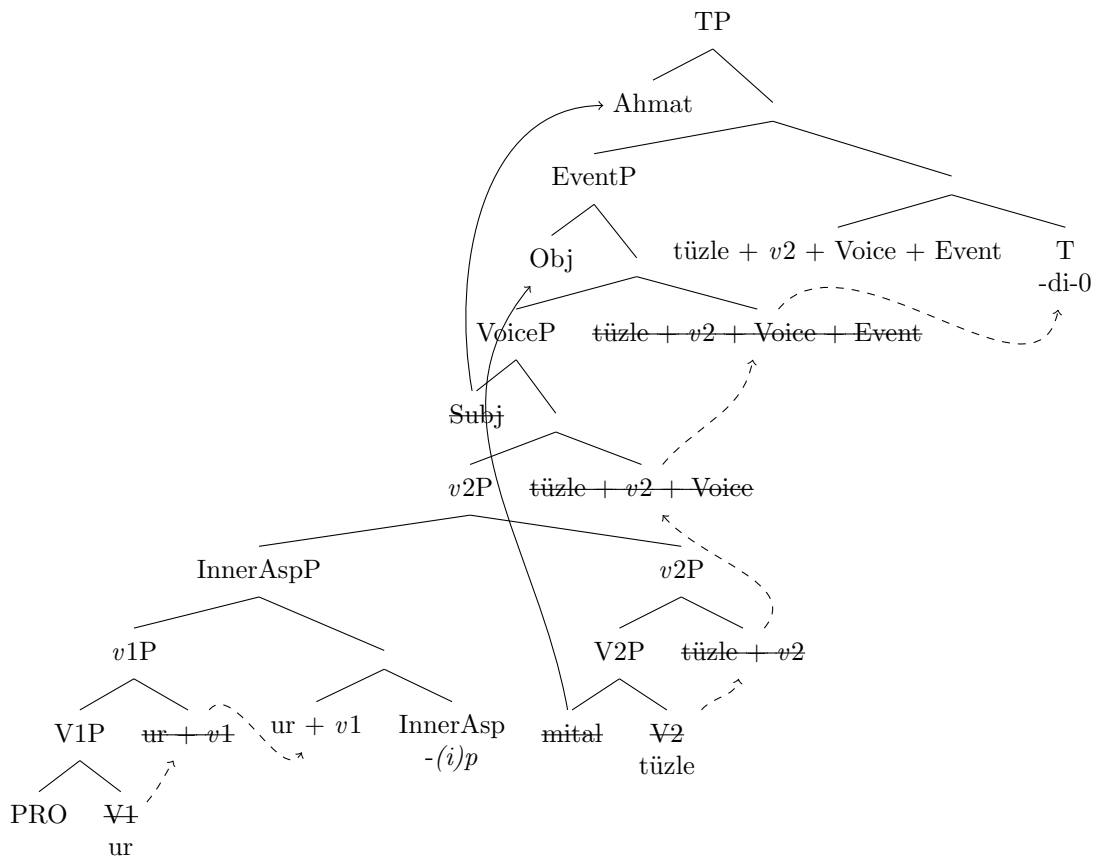 TP
Ahmat
EventP
Obj
tüzle + v2 + Voice + Event
T
-di-0
VoiceP
tüzle + v2 + Voice + Event
Subj
v2P
tüzle + v2 + Voice
InnerAspP
v2P
v1P
V2P
tüzle + v2
V1P
ur + v1
ur + v1
InnerAsp
-(i)p
mital
V2
tüzle
PRO
V1
ur